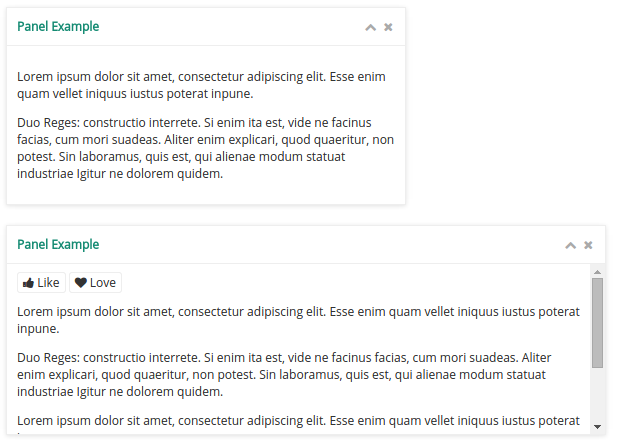 Panel Example
Lorem ipsum dolor sit amet, consectetur adipiscing elit. Esse enim
quam vellet iniquus iustus poterat inpune.
Duo Reges: constructio interrete. Si enim ita est, vide ne facinus
facias, cum mori suadeas. Aliter enim explicari, quod quaeritur, non
potest. Sin laboramus, quis est, qui alienae modum statuat
industriae Igitur ne dolorem quidem.
Panel Example
Like Love
Lorem ipsum dolor sit amet, consectetur adipiscing elit. Esse enim quam vellet iniquus iustus poterat
inpune.
Duo Reges: constructio interrete. Si enim ita est, vide ne facinus facias, cum mori suadeas. Aliter
enim explicari, quod quaeritur, non potest. Sin laboramus, quis est, qui alienae modum statuat
industriae Igitur ne dolorem quidem.
Lorem ipsum dolor sit amet, consectetur adipiscing elit. Esse enim quam vellet iniquus iustus poterat